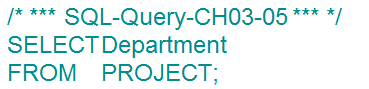 /* *** SQL-Query-CH03-05 *** */
SELECT Department
FROM PROJECT;